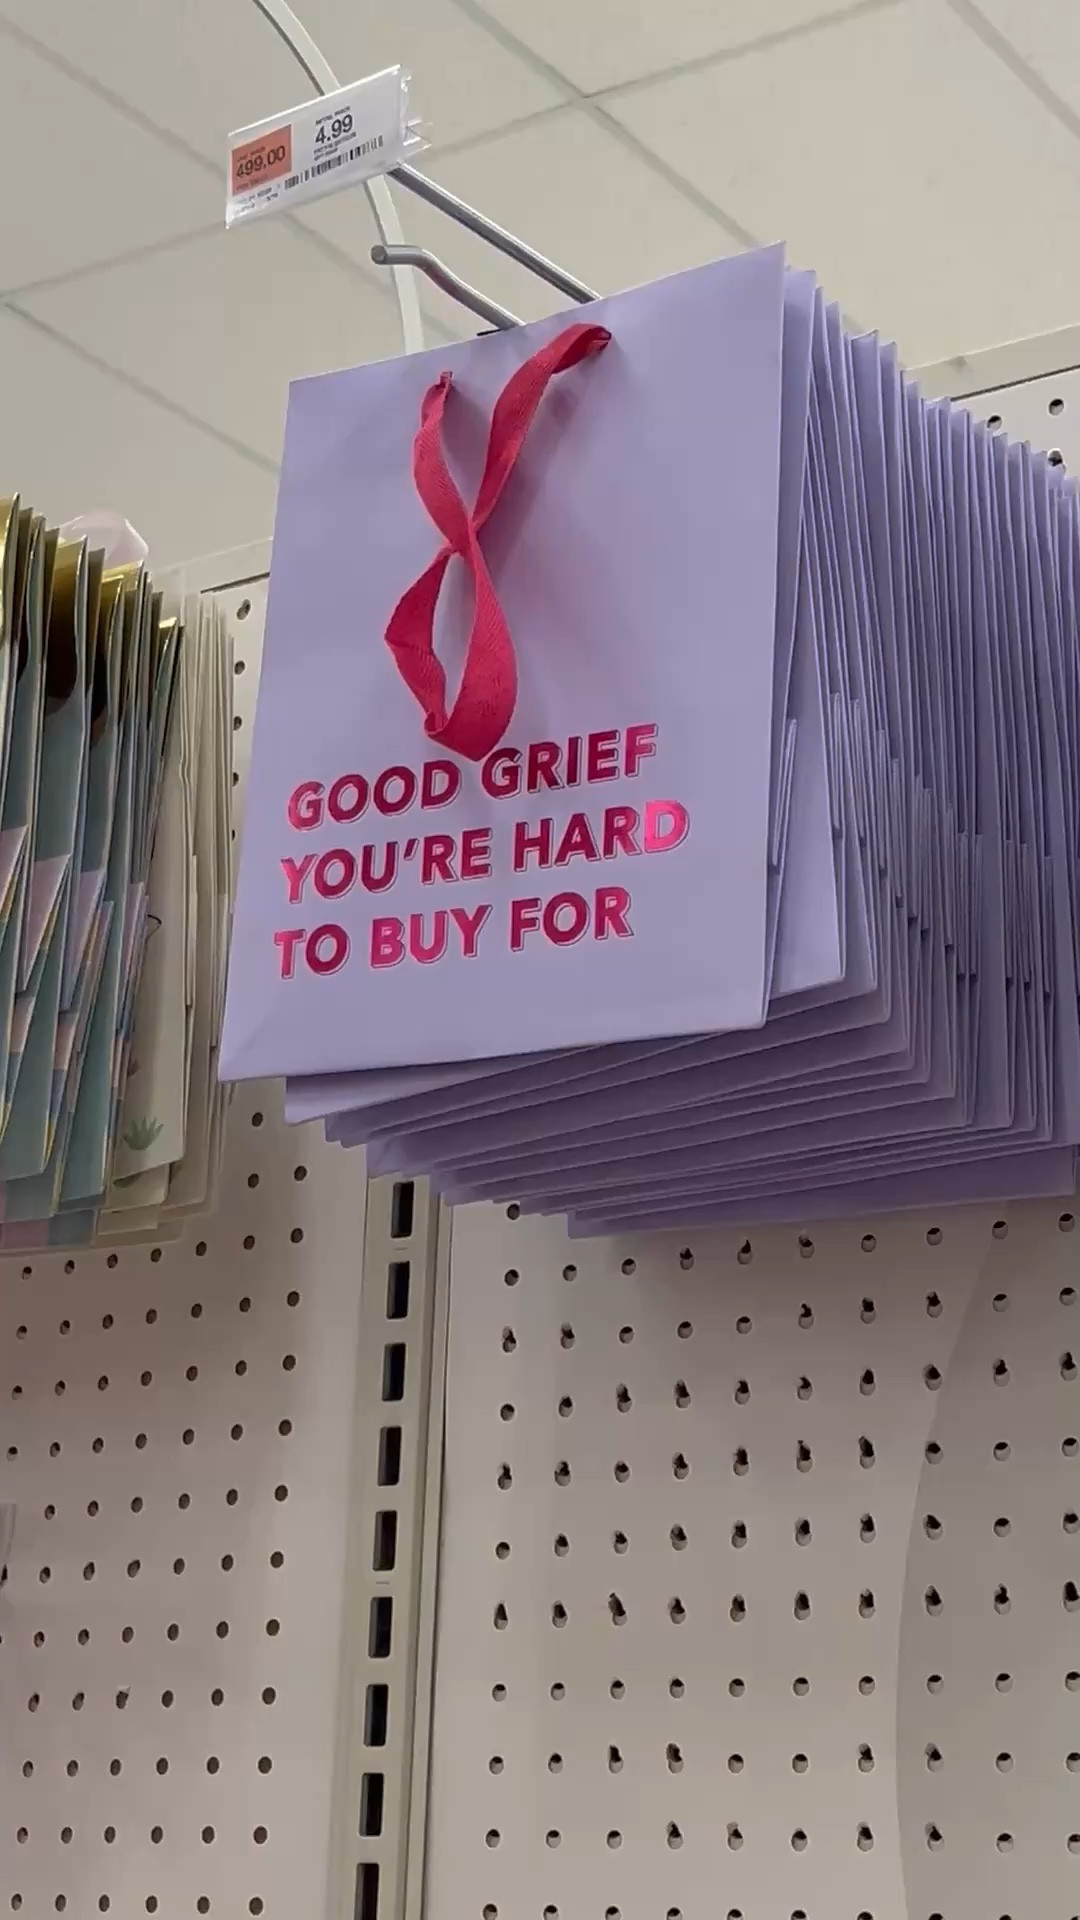 499.00
4.99
GOOD GRIEF
YOU'RE HARD
TO BUY FOR